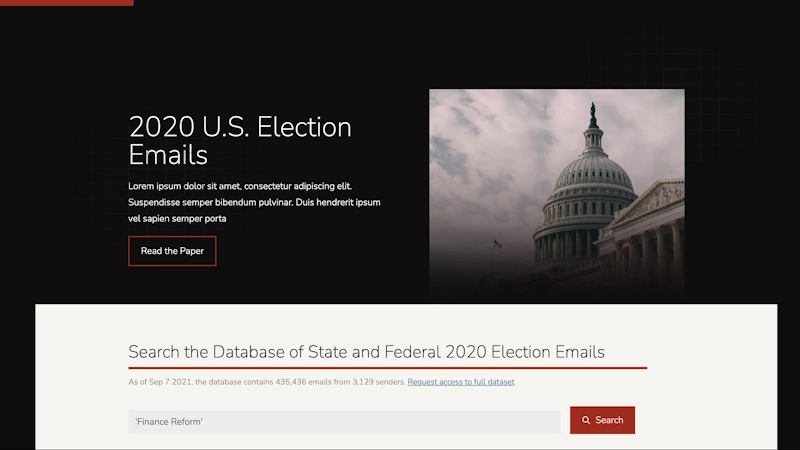 2020 U.S. Election
Emails
Lorem ipsum dolor sit amet, consectetur adipiscing elit.
Suspendisse semper bibendum pulvinar. Duis hendrerit ipsum
vel sapien semper porta
Read the Paper
Search the Database of State and Federal 2020 Election Emails
As of Sep 7 2021, the database contains 435,436 emails from 3,129 senders. Request access to full dataset
'Finance Reform'
Search